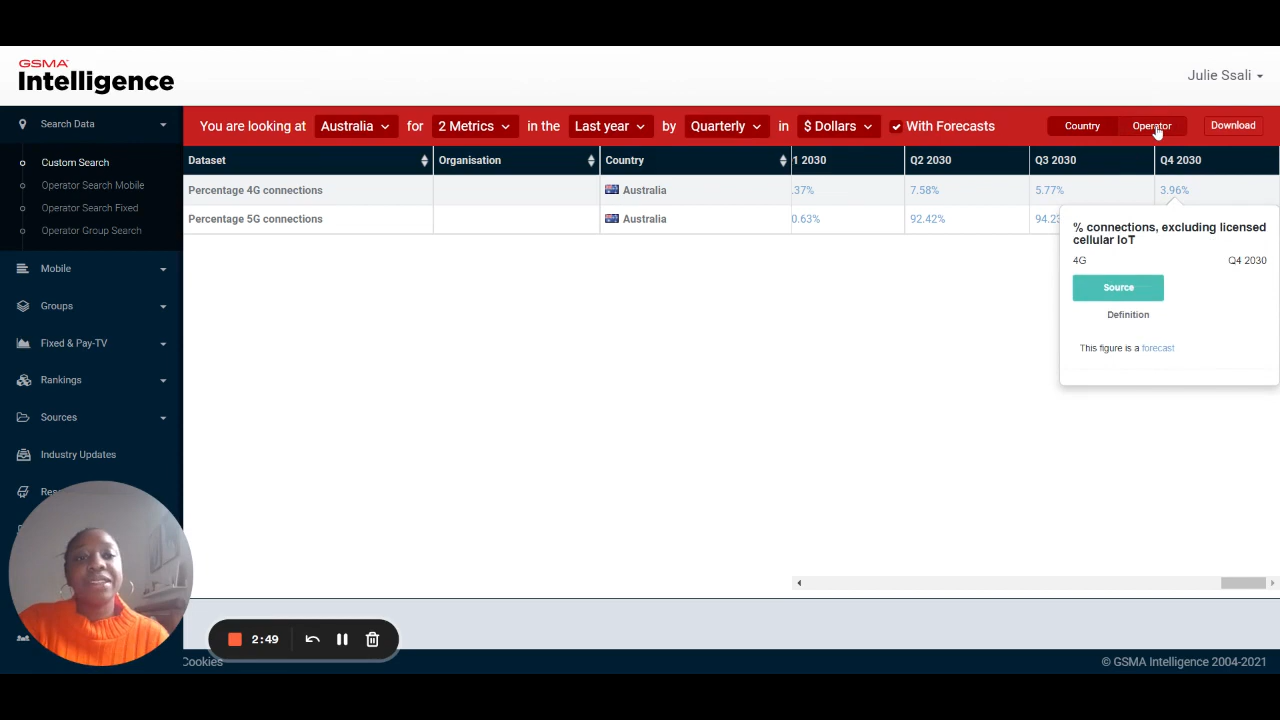 GSMA
Intelligence
Julie Ssali
Search Data
You are looking at Australia for 2 Metrics in the Last year by Quarterly in $ Dollars With Forecasts Country Operator Download
Dataset Organisation Country 1 2030 Q2 2030 Q3 2030 Q4 2030
Custom Search
Operator Search Mobile
Operator Search Fixed
Operator Group Search
Percentage 4G connections Australia .37% 7.58% 5.77% 3.96%
Percentage 5G connections Australia 0.63% 92.42% 94.23
% connections, excluding licensed
cellular IoT
4G Q4 2030
Source
Definition
This figure is a forecast
Mobile
Groups
Fixed & Pay-TV
Rankings
Sources
Industry Updates
2:49
Cookies
© GSMA Intelligence 2004-2021